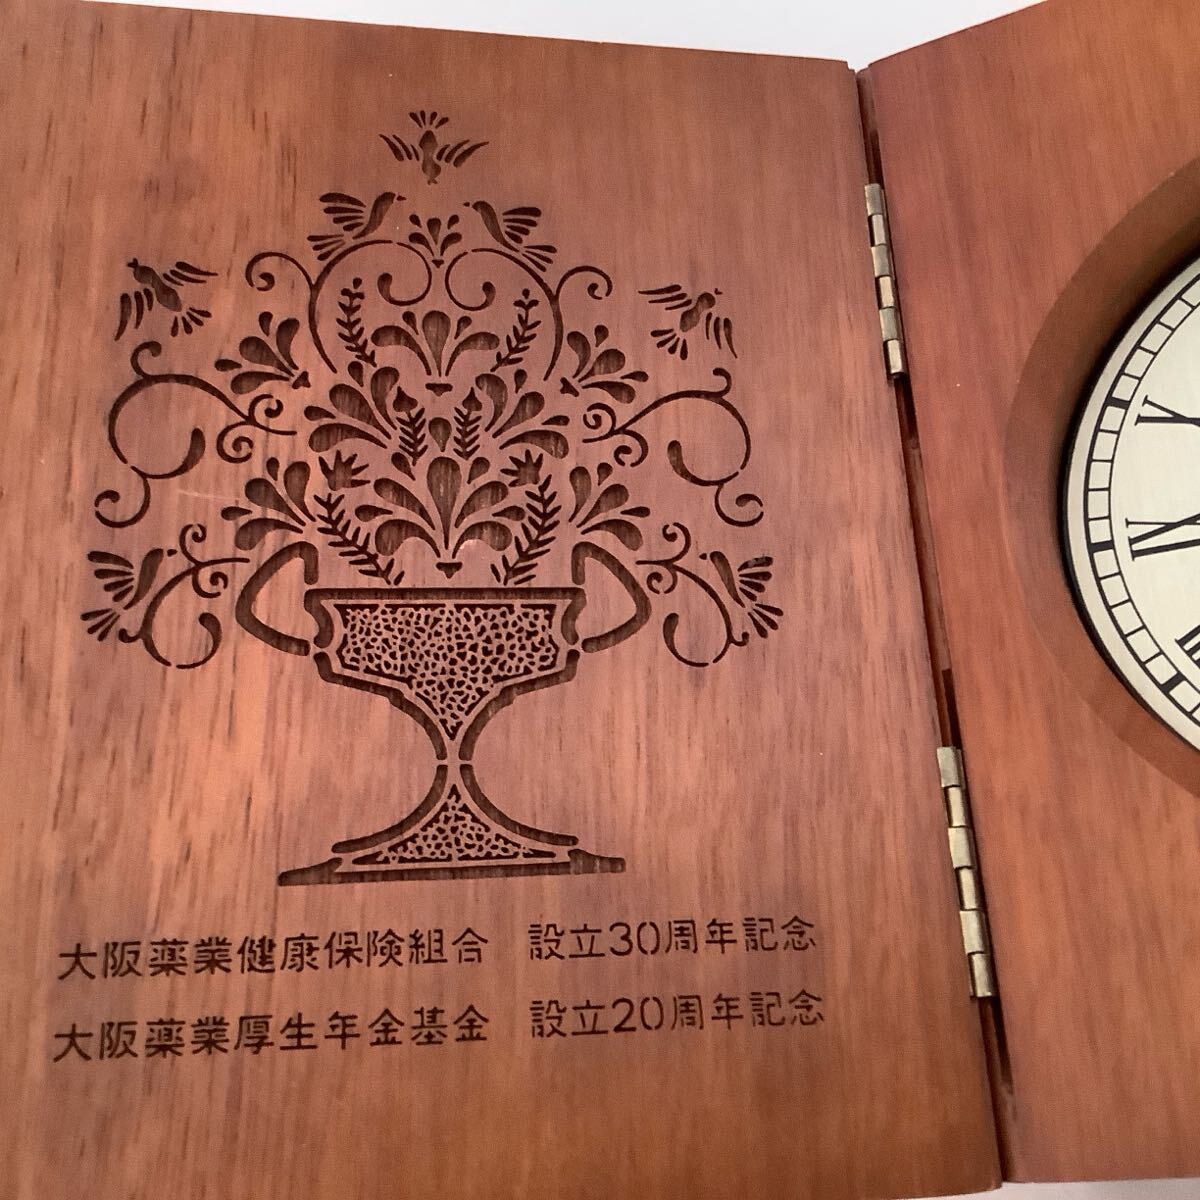 大阪薬業健康保険組合 設立30周年記念
大阪薬業厚生年金基金 設立20周年記念